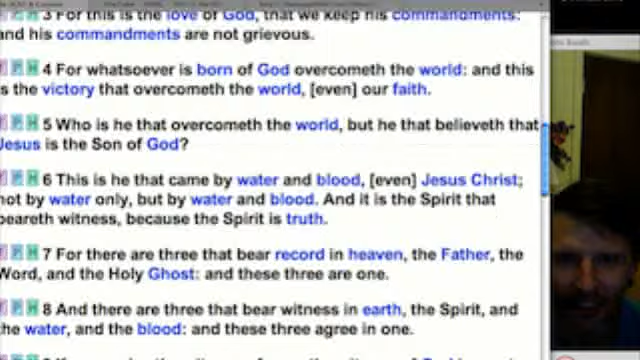 3 For this is the love of God, that we keep his commandments:
and his commandments are not grievous.
P H 4 For whatsoever is born of God overcometh the world: and this
is the victory that overcometh the world, [even] our faith.
P H 5 Who is he that overcometh the world, but he that believeth that
Jesus is the Son of God?
P H 6 This is he that came by water and blood, [even] Jesus Christ;
not by water only, but by water and blood. And it is the Spirit that
beareth witness, because the Spirit is truth.
P H 7 For there are three that bear record in heaven, the Father, the
Word, and the Holy Ghost: and these three are one.
P H 8 And there are three that bear witness in earth, the Spirit, and
the water, and the blood: and these three agree in one.